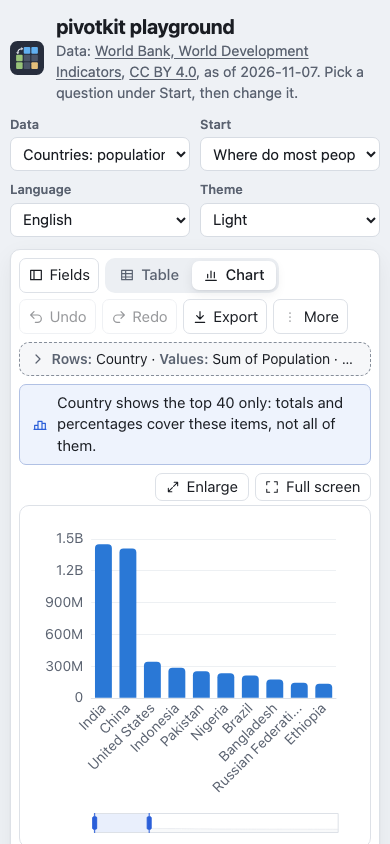 pivotkit playground
Data: World Bank, World Development
Indicators, CC BY 4.0, as of 2026-11-07. Pick a
question under Start, then change it.
Data
Start
Countries: population
Where do most peop
Language
Theme
English
Light
Fields
Table
Chart
Undo
Redo
Export
More
Rows: Country · Values: Sum of Population · ...
Country shows the top 40 only: totals and
percentages cover these items, not all of
them.
Enlarge
Full screen
1.5B
1.2B
900M
600M
300M
0
India
China
United States
Indonesia
Pakistan
Nigeria
Brazil
Bangladesh
Russian Federati...
Ethiopia